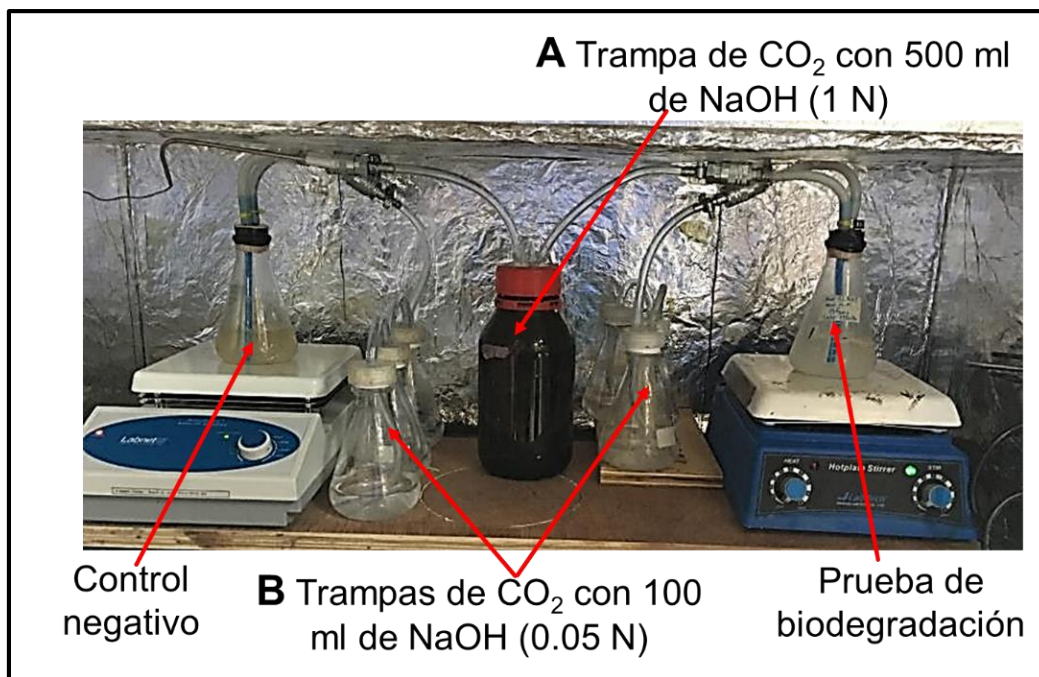 A Trampa de CO₂ con 500 ml
de NaOH (1 N)
Labnet
HEAT
Hotplate Stirrer
STIR
Control
negativo
B Trampas de CO₂ con 100
ml de NaOH (0.05 N)
Prueba de
biodegradación